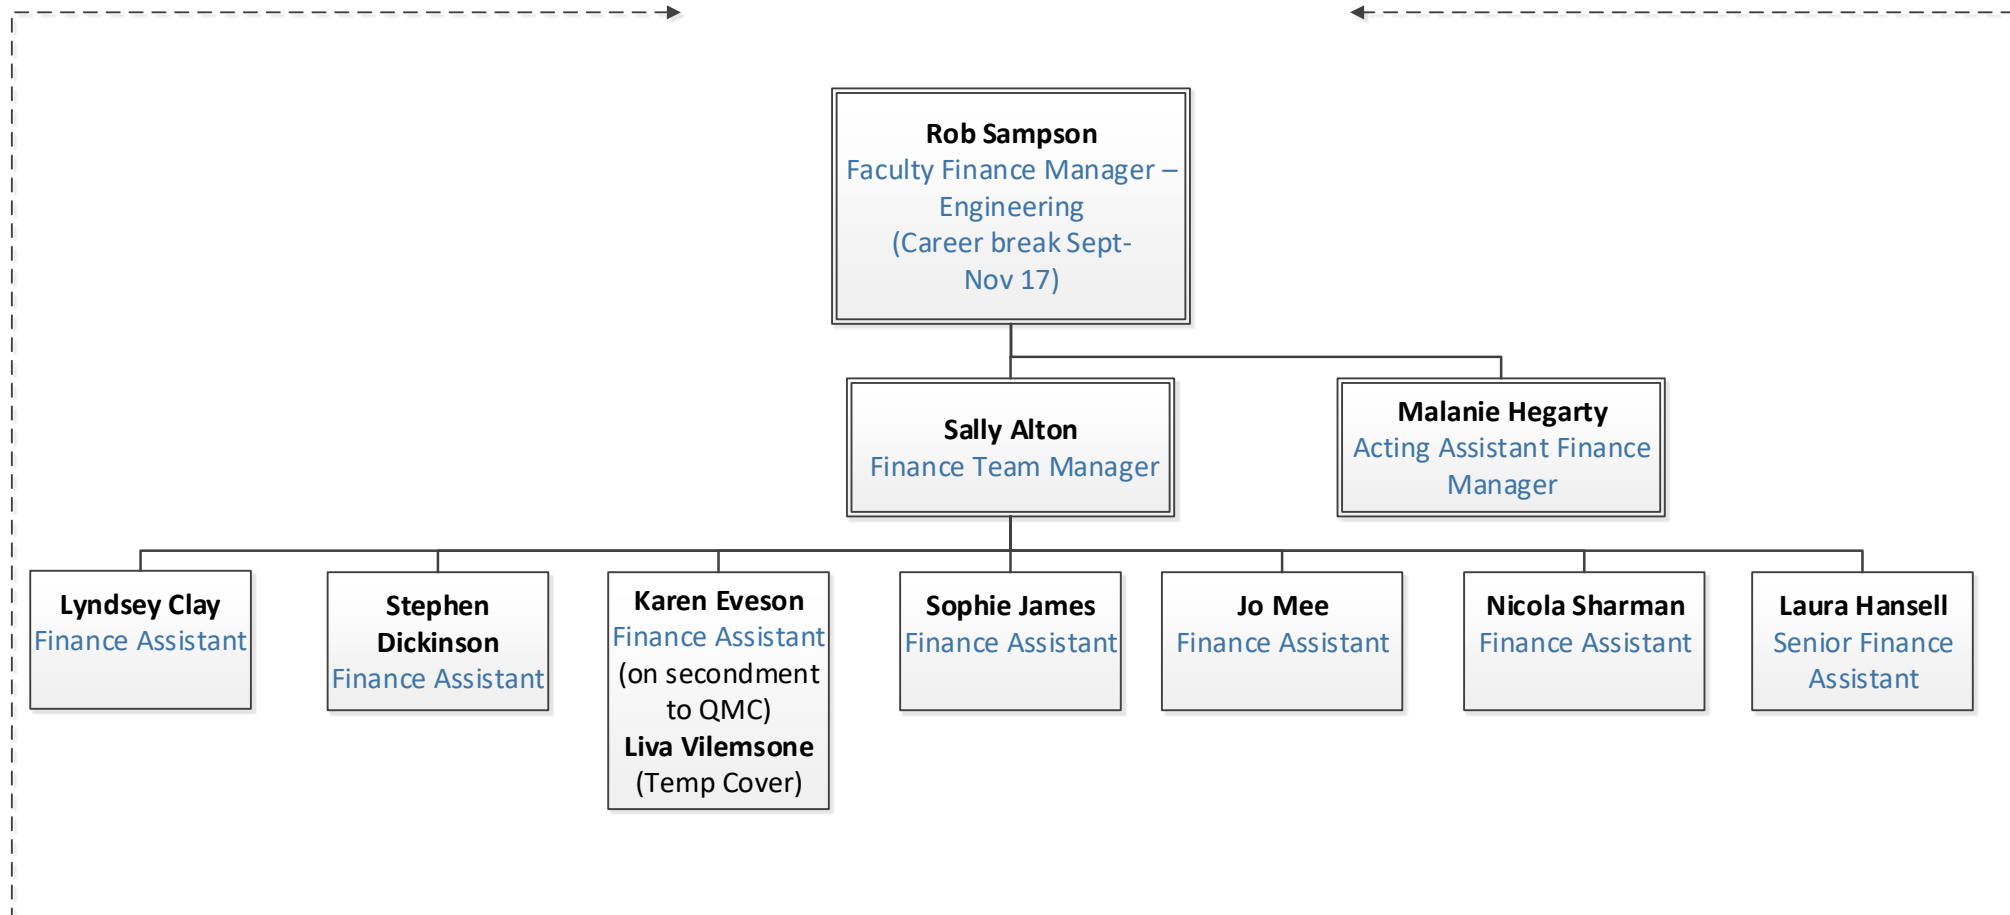 Rob Sampson
Faculty Finance Manager –
Engineering
(Career break Sept-
Nov 17)
Sally Alton
Finance Team Manager
Malanie Hegarty
Acting Assistant Finance
Manager
Lyndsey Clay
Finance Assistant
Stephen
Dickinson
Finance Assistant
Karen Eveson
Finance Assistant
(on secondment
to QMC)
Liva Vilemsone
(Temp Cover)
Sophie James
Finance Assistant
Jo Mee
Finance Assistant
Nicola Sharman
Finance Assistant
Laura Hansell
Senior Finance
Assistant